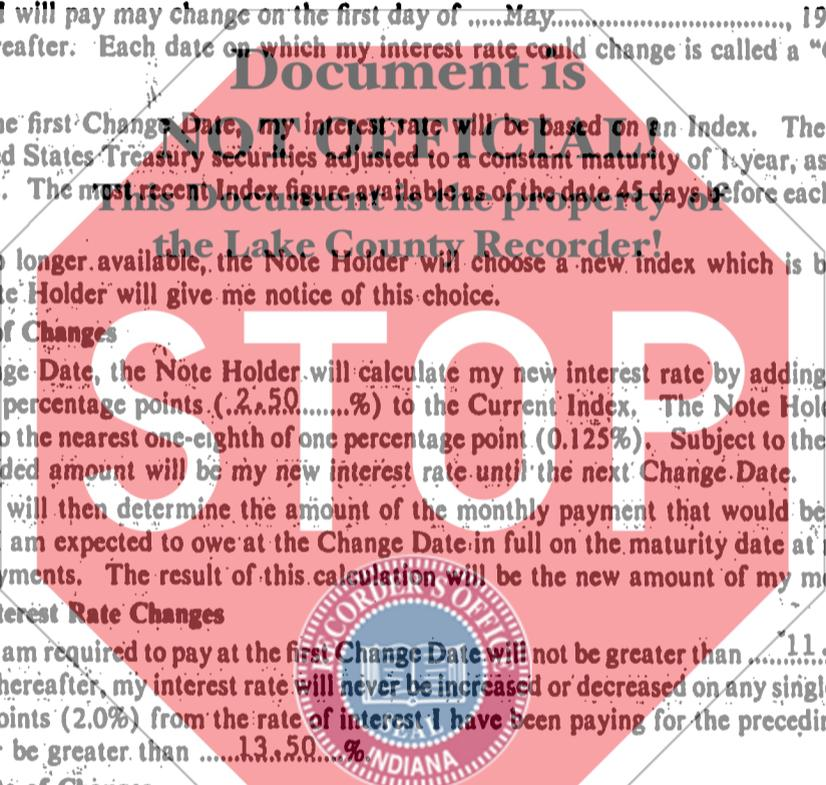 will pay may change on the first day of .....May............................, 19
eafter. Each date on which my interest rate could change is called a “
Document is
NOT OFFICIAL!
he first Change Date, my interest rate will be based on an Index. The
d States Treasury securities adjusted to a constant maturity of 1 year, as
. The most recent Index figure available as of the date 45 days before each
This Document is the property of
the Lake County Recorder!
longer available, the Note Holder will choose a new index which is b
e Holder will give me notice of this choice.
f Changes
ge Date, the Note Holder will calculate my new interest rate by adding
percentage points (.2.50.......%) to the Current Index. The Note Hol
o the nearest one-eighth of one percentage point (0.125%). Subject to the
ded amount will be my new interest rate until the next Change Date.
STOP
will then determine the amount of the monthly payment that would be
am expected to owe at the Change Date in full on the maturity date at
yments. The result of this calculation will be the new amount of my m
terest Rate Changes
am required to pay at the first Change Date will not be greater than .....11.
hereafter, my interest rate will never be increased or decreased on any singl
oints (2.0%) from the rate of interest I have been paying for the precedin
be greater than .....13.50...%.
RECORDER'S OFFIC
SEAL
INDIANA
of Changes